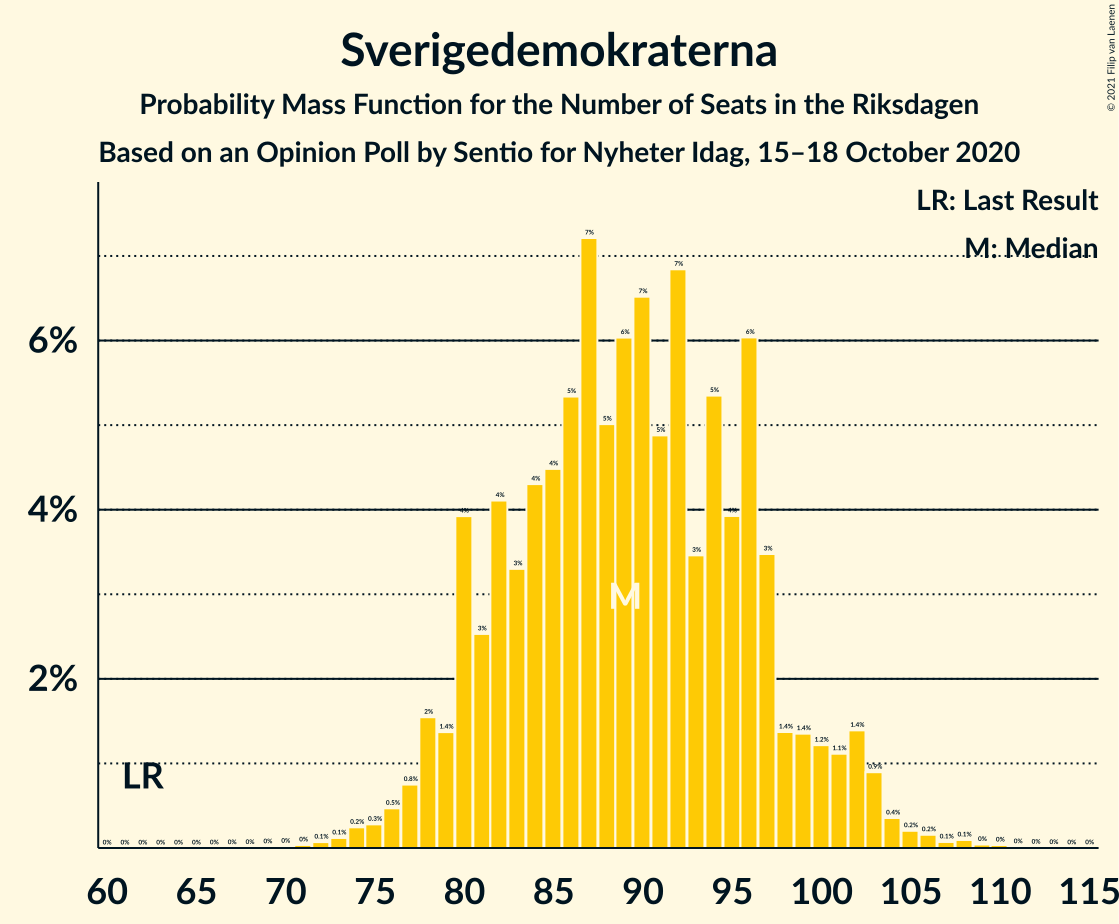 Sverigedemokraterna
Probability Mass Function for the Number of Seats in the Riksdagen
Based on an Opinion Poll by Sentio for Nyheter Idag, 15–18 October 2020
© 2021 Filip van Laenen
LR: Last Result
M: Median
6%
4%
2%
LR
M
0% 0% 0% 0% 0% 0% 0% 0% 0% 0% 0% 0% 0.1% 0.1% 0.2% 0.3% 0.5% 0.8% 2% 1.4% 4% 3% 4% 3% 4% 4% 5% 7% 5% 6% 7% 5% 7% 3% 5% 4% 6% 3% 1.4% 1.4% 1.2% 1.1% 1.4% 0.9% 0.4% 0.2% 0.2% 0.1% 0.1% 0% 0% 0% 0% 0% 0% 0%
60 65 70 75 80 85 90 95 100 105 110 115